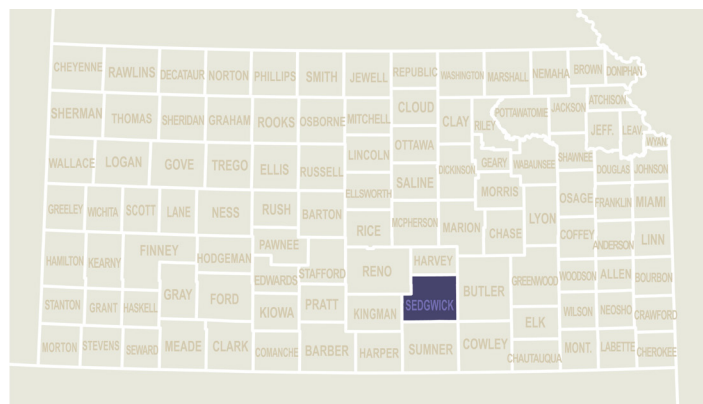 CHEYENNE RAWLINS DECATAUR NORTON PHILLIPS SMITH JEWELL REPUBLIC WASHINGTON MARSHALL NEMAHA BROWN DONIPHAN
SHERMAN THOMAS SHERIDAN GRAHAM ROOKS OSBORNE MITCHELL CLOUD CLAY RILEY POTTAWATOMIE JACKSON ATCHISON
WALLACE LOGAN GOVE TREGO ELLIS RUSSELL LINCOLN OTTAWA DICKINSON GEARY WABAUNSEE SHAWNEE JEFF. LEAV. WYAN.
GREELEY WICHITA SCOTT LANE NESS RUSH BARTON ELLSWORTH SALINE MORRIS OSAGE DOUGLAS JOHNSON
HAMILTON KEARNY FINNEY HODGEMAN PAWNEE RICE MCPHERSON MARION CHASE LYON COFFEY FRANKLIN MIAMI
STANTON GRANT HASKELL GRAY FORD EDWARDS STAFFORD RENO HARVEY BUTLER GREENWOOD WOODSON ANDERSON LINN
KIOWA PRATT KINGMAN SEDGWICK ELK WILSON ALLEN BOURBON
MORTON STEVENS SEWARD MEADE CLARK COMANCHE BARBER HARPER SUMNER COWLEY CHAUTAUQUA MONT. NEOSHO CRAWFORD
LABETTE CHEROKEE